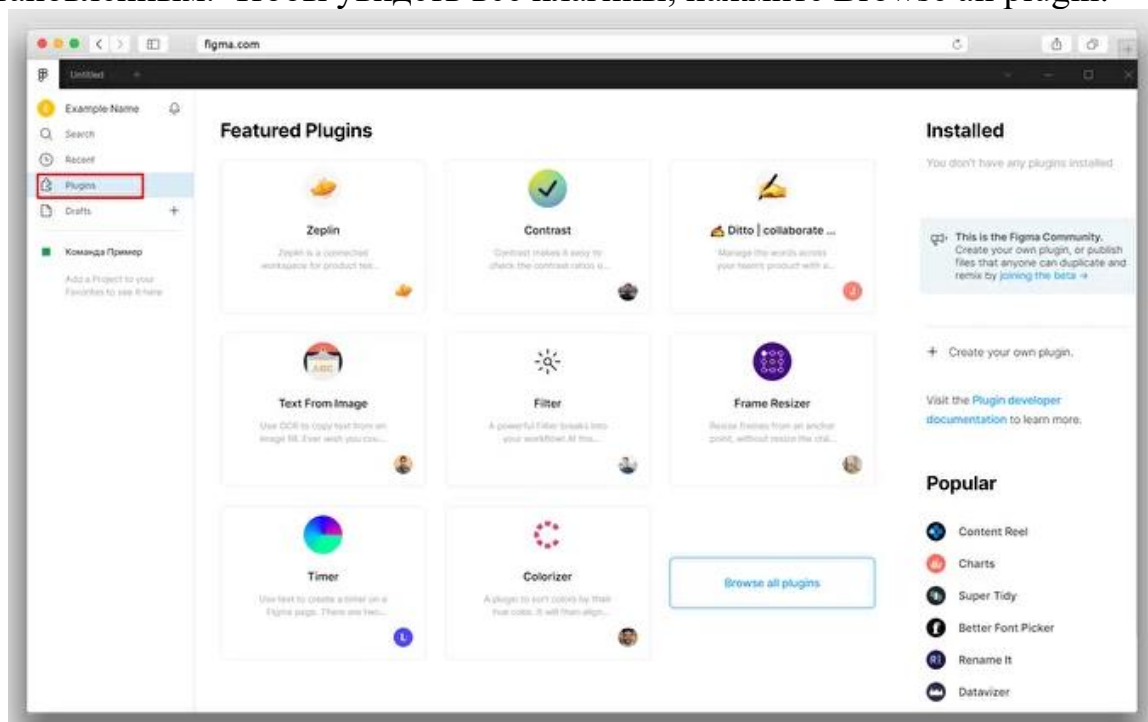 чтобы увидеть все плагины, нажмите Browse all plugin.
figma.com
Untitled
Example Name
Search
Recent
Plugins
Drafts
Команда Пример
Add a Project to your
Favorites to see it here
Featured Plugins
Zeplin
Zeplin is a connected
workspace for product tea...
Contrast
Contrast makes it easy to
check the contrast ratios o...
Ditto | collaborate ...
Manage the words across
your team's product with a...
J
ABC
Text From Image
Use OCR to copy text from an
image fill. Ever wish you cou...
Filter
A powerful Filter breaks into
your workflow! At this...
Frame Resizer
Resize frames from an anchor
point, without resize the chil...
Timer
Use text to create a timer on a
Figma page. There are two...
L
Colorizer
A plugin to sort colors by their
hue color. It will then align...
Browse all plugins
Installed
You don't have any plugins installed
This is the Figma Community.
Create your own plugin, or publish
files that anyone can duplicate and
remix by joining the beta →
+ Create your own plugin.
Visit the Plugin developer
documentation to learn more.
Popular
Content Reel
Charts
Super Tidy
Better Font Picker
Rename It
Datavizer